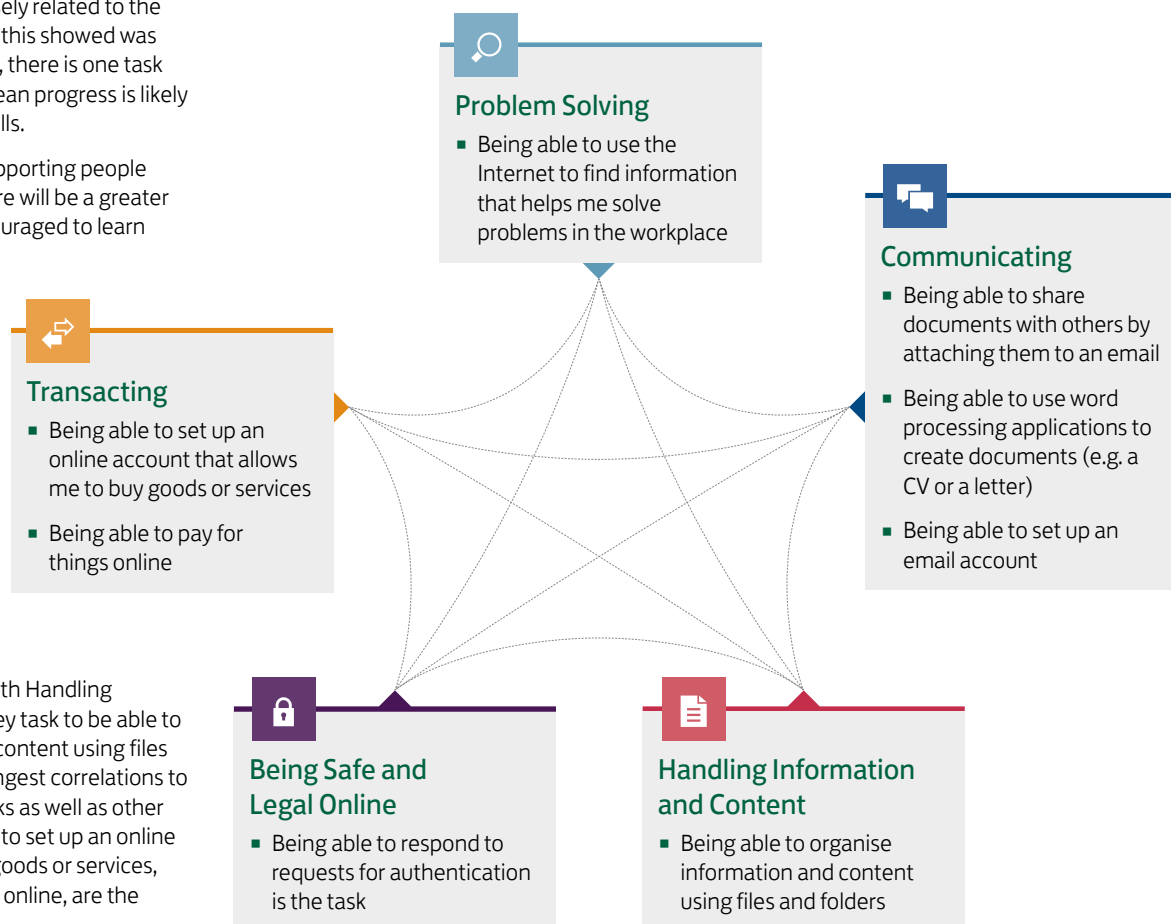 sely related to the
this showed was
, there is one task
ean progress is likely
lls.
pporting people
re will be a greater
ouraged to learn
Problem Solving
▪ Being able to use the
Internet to find information
that helps me solve
problems in the workplace
Communicating
▪ Being able to share
documents with others by
attaching them to an email
▪ Being able to use word
processing applications to
create documents (e.g. a
CV or a letter)
▪ Being able to set up an
email account
Transacting
▪ Being able to set up an
online account that allows
me to buy goods or services
▪ Being able to pay for
things online
th Handling
ey task to be able to
content using files
ngest correlations to
ks as well as other
to set up an online
goods or services,
online, are the
Being Safe and
Legal Online
▪ Being able to respond to
requests for authentication
is the task
Handling Information
and Content
▪ Being able to organise
information and content
using files and folders